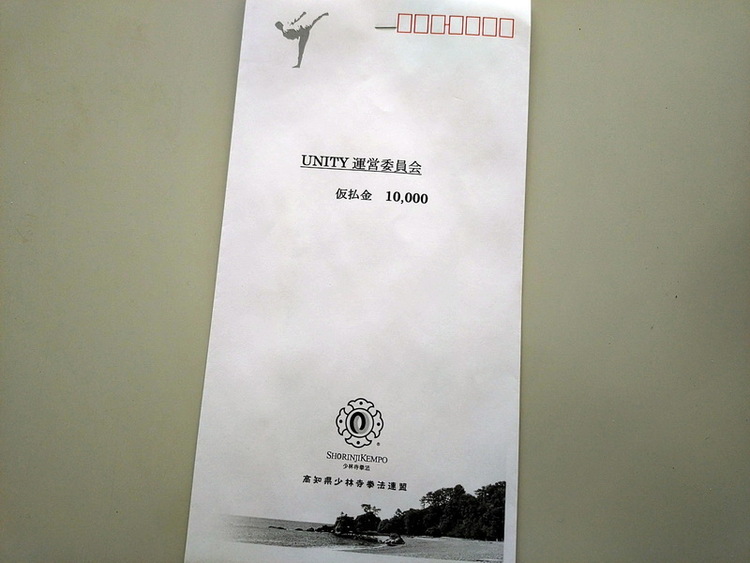 UNITY 運営委員会
仮払金 10,000
SHORINJIKEMPO
少林寺拳法
高知県少林寺拳法連盟